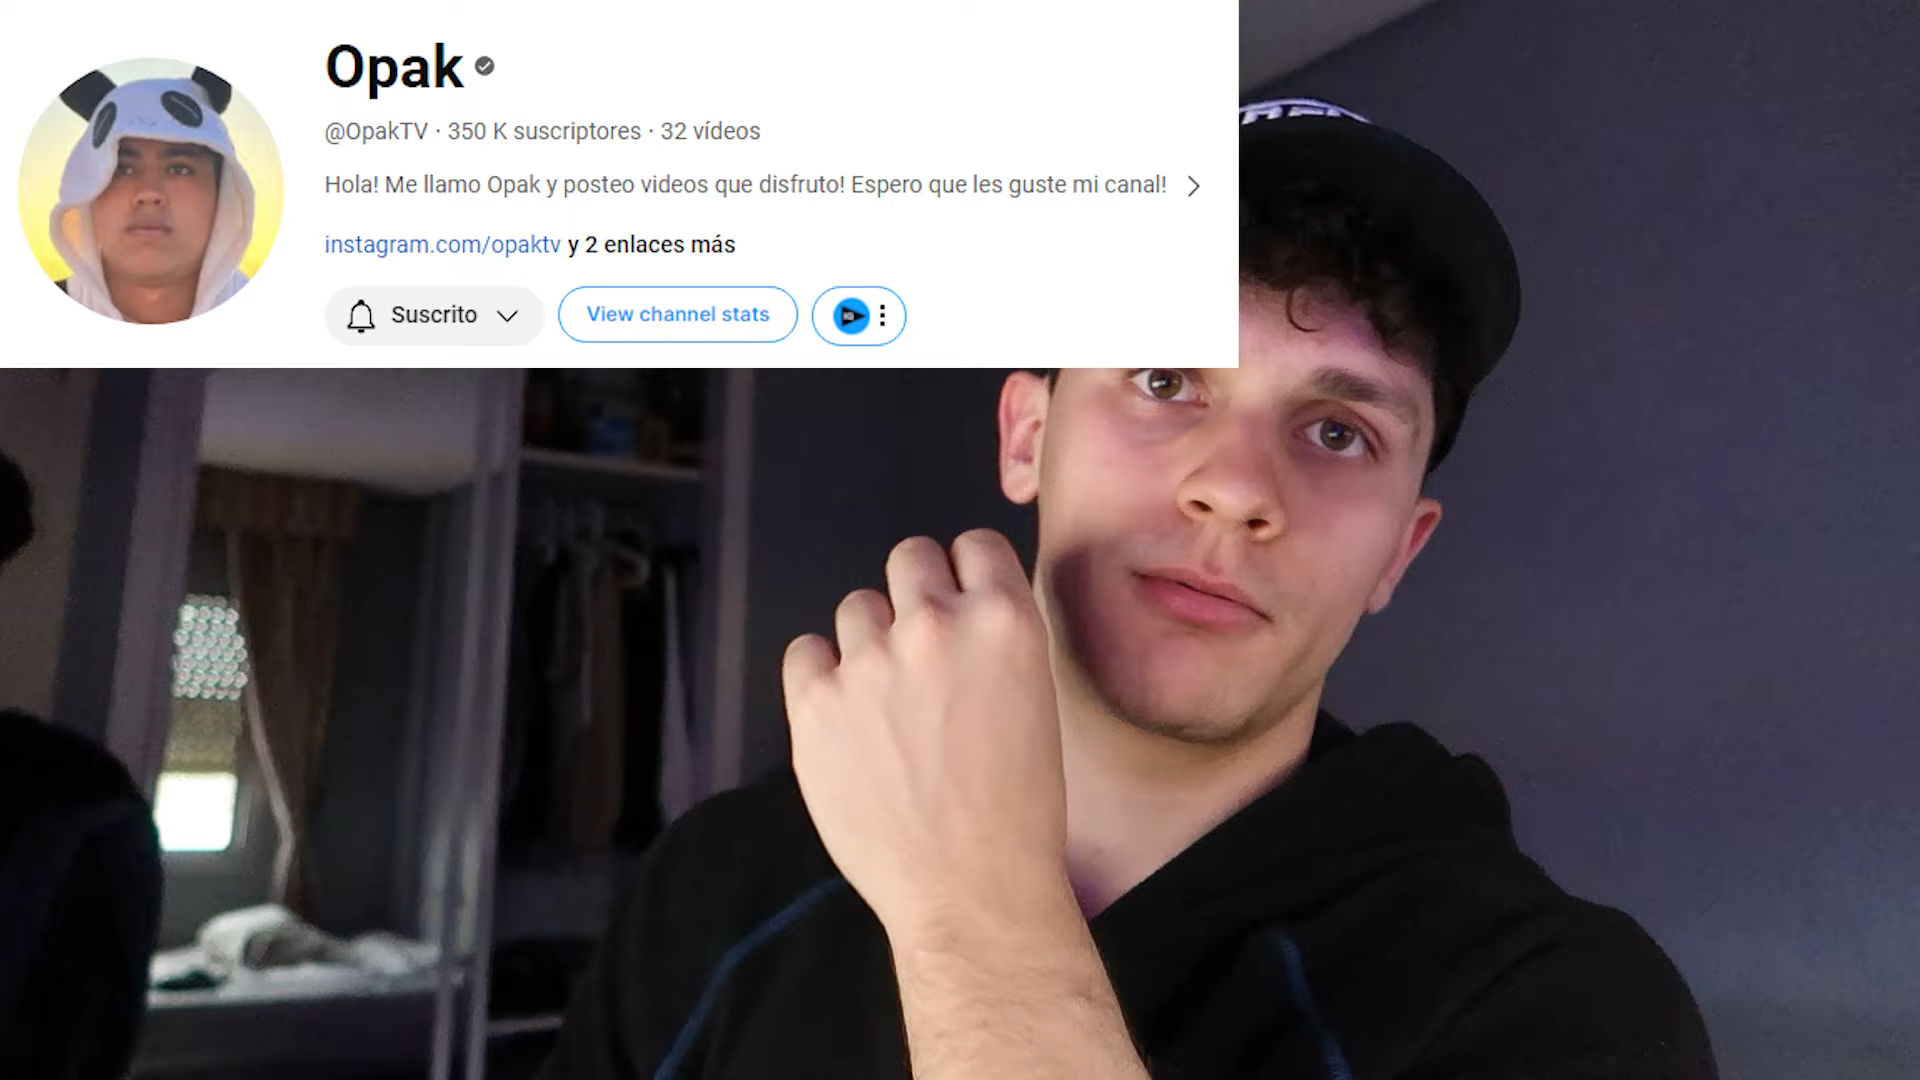 Opak
@OpakTV · 350 K suscriptores · 32 vídeos
Hola! Me llamo Opak y posteo videos que disfruto! Espero que les guste mi canal!
instagram.com/opaktv y 2 enlaces más
Suscrito
View channel stats